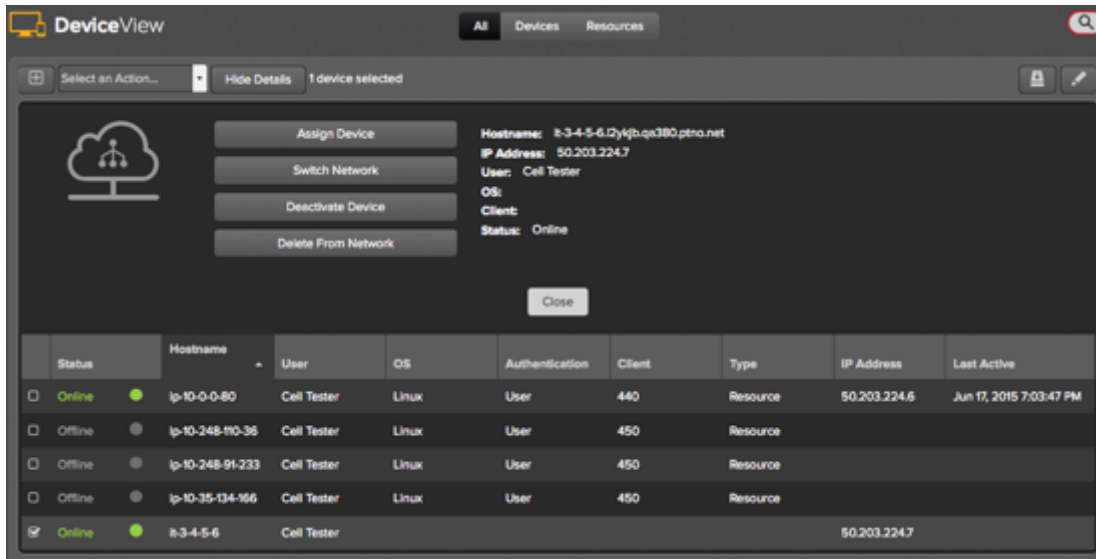 DeviceView
All Devices Resources
Select an Action... Hide Details 1 device selected
Assign Device
Switch Network
Deactivate Device
Delete From Network
Hostname: lt-3-4-5-6.l2ykjb.qa380.ptno.net
IP Address: 50.203.224.7
User: Cell Tester
OS:
Client:
Status: Online
Close
Status Hostname User OS Authentication Client Type IP Address Last Active
Online ip-10-0-0-80 Cell Tester Linux User 440 Resource 50.203.224.6 Jun 17, 2015 7:03:47 PM
Offline ip-10-248-110-36 Cell Tester Linux User 450 Resource
Offline ip-10-248-91-233 Cell Tester Linux User 450 Resource
Offline ip-10-35-134-166 Cell Tester Linux User 450 Resource
Online lt-3-4-5-6 Cell Tester 50.203.224.7